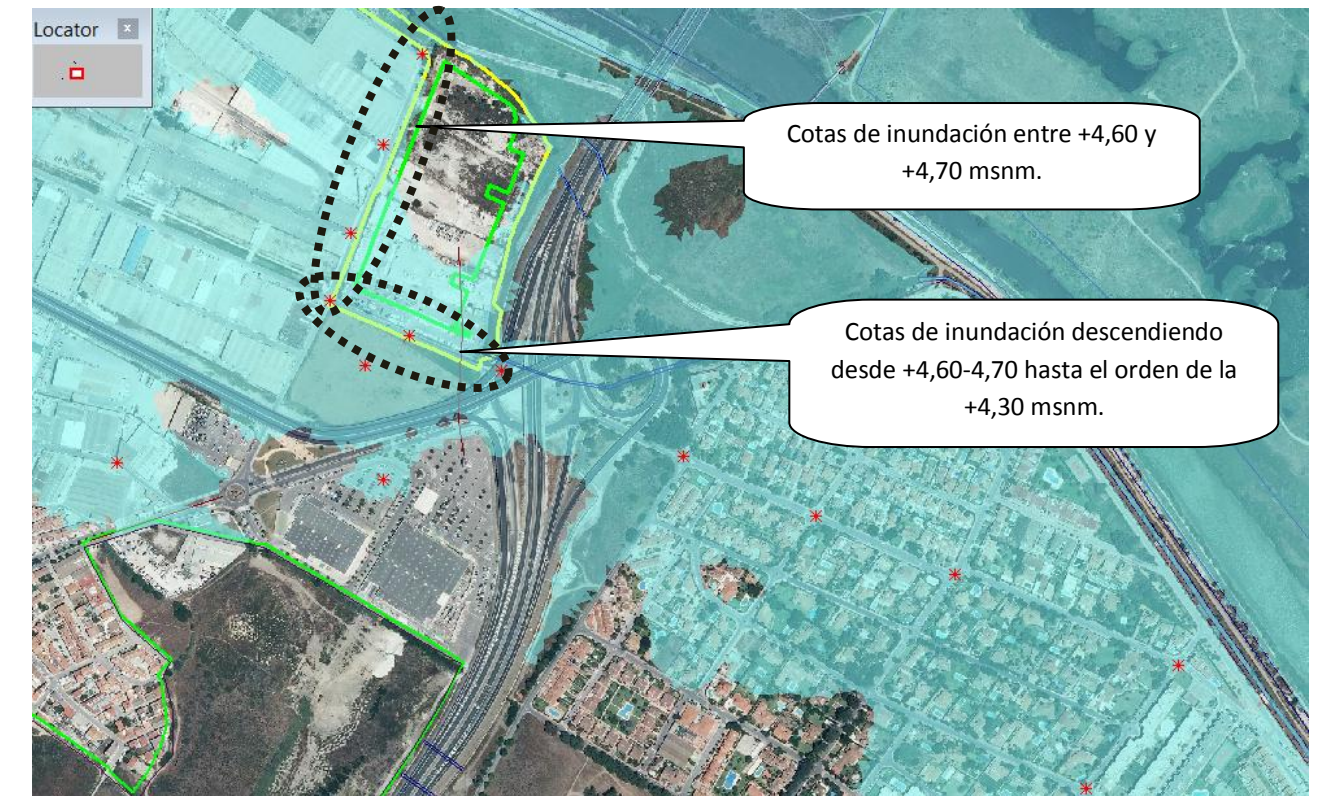 Locator
Cotas de inundación entre +4,60 y
+4,70 msnm.
Cotas de inundación descendiendo
desde +4,60-4,70 hasta el orden de la
+4,30 msnm.